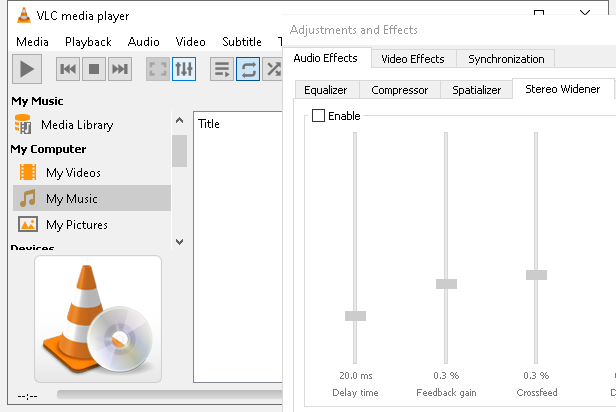 VLC media player
Media Playback Audio Video Subtitle
My Music
Media Library
My Computer
My Videos
My Music
My Pictures
Devices
--:--
Title
Adjustments and Effects
Audio Effects Video Effects Synchronization
Equalizer Compressor Spatializer Stereo Widener
Enable
20.0 ms 0.3 % 0.3 %
Delay time Feedback gain Crossfeed